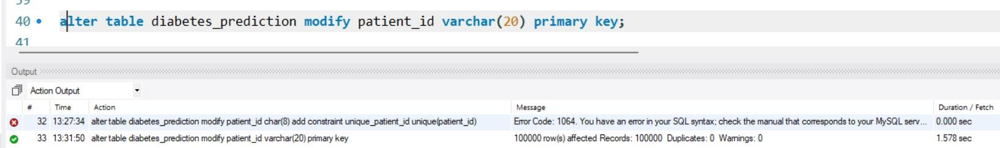 39
40 alter table diabetes_prediction modify patient_id varchar(20) primary key;
41
Output
Action Output
# Time Action Message Duration / Fetch
32 13:27:34 alter table diabetes_prediction modify patient_id char(8) add constraint unique_patient_id unique(patient_id) Error Code: 1064. You have an error in your SQL syntax; check the manual that corresponds to your MySQL serv... 0.000 sec
33 13:31:50 alter table diabetes_prediction modify patient_id varchar(20) primary key 100000 row(s) affected Records: 100000 Duplicates: 0 Warnings: 0 1.578 sec